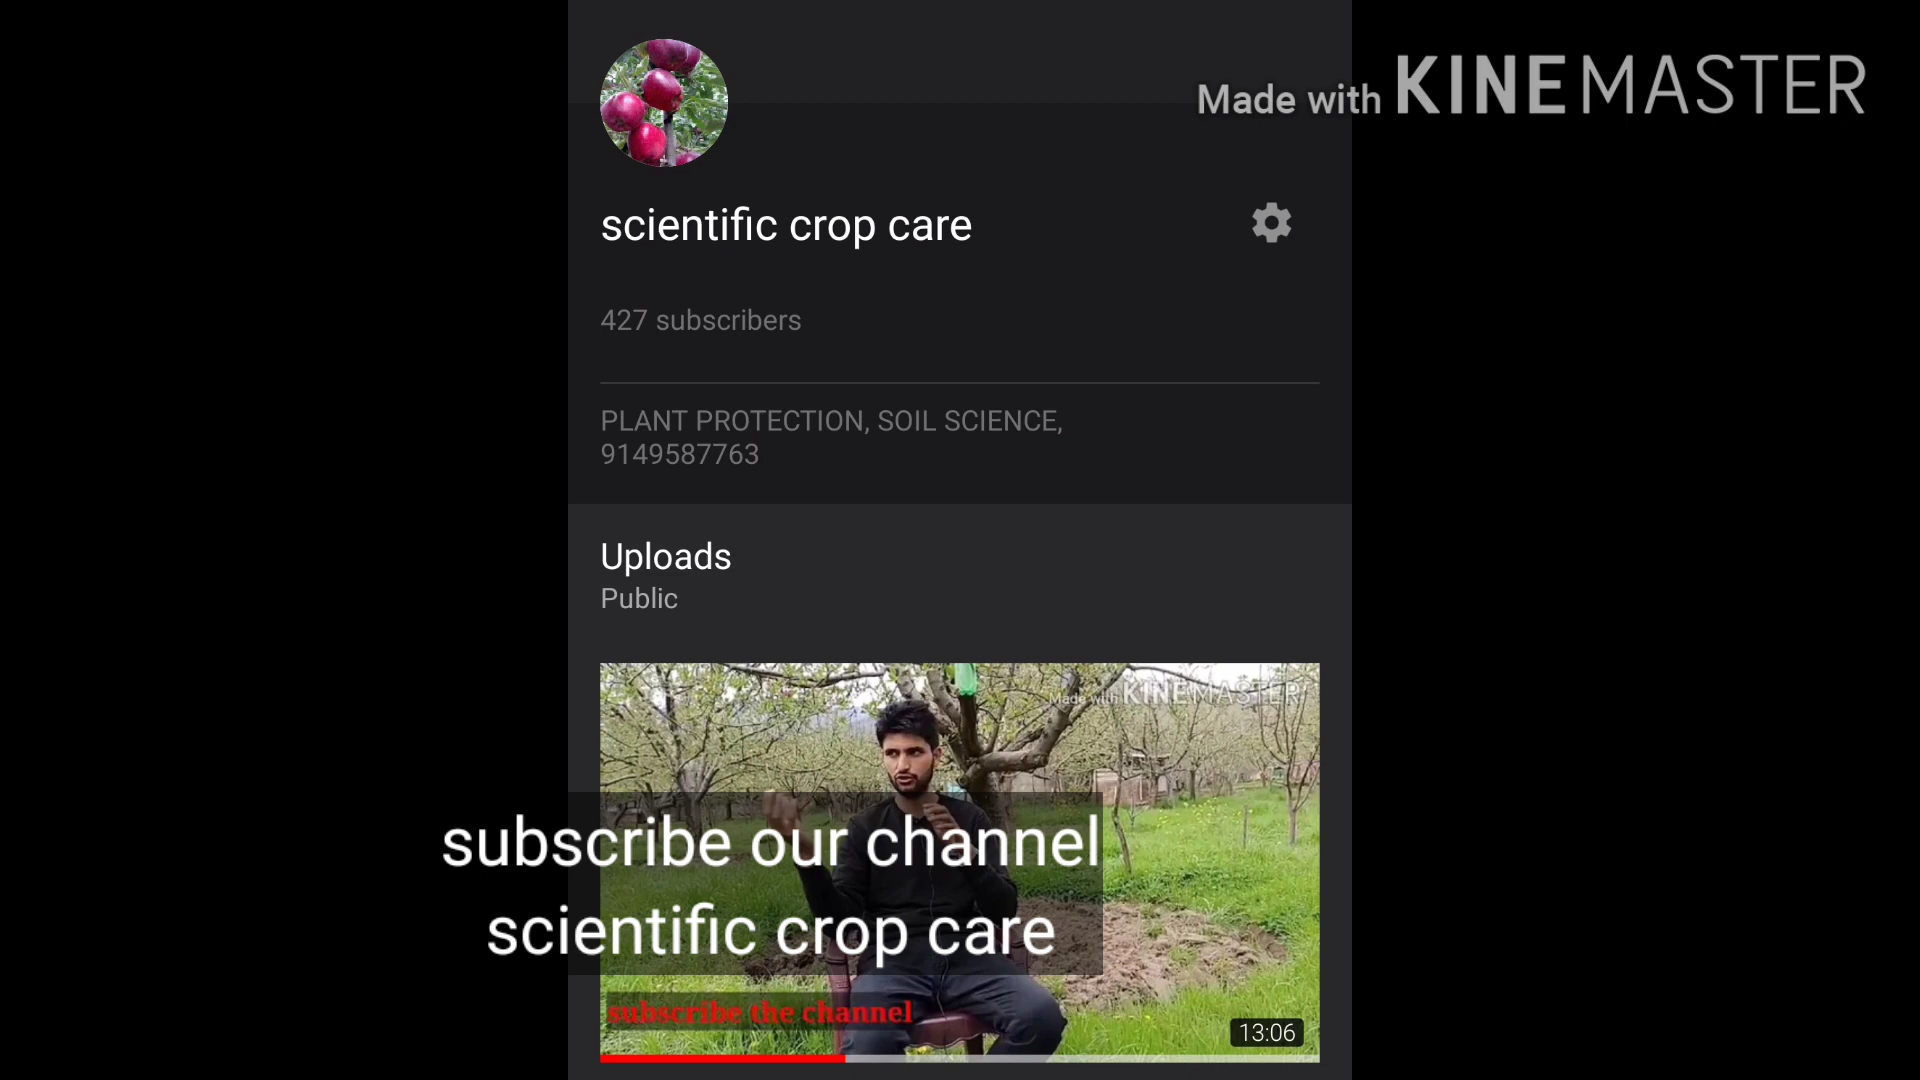 Made with KINEMASTER
scientific crop care
427 subscribers
PLANT PROTECTION, SOIL SCIENCE,
9149587763
Uploads
Public
Made with KINEMASTER
subscribe our channel
scientific crop care
subscribe the channel
13:06